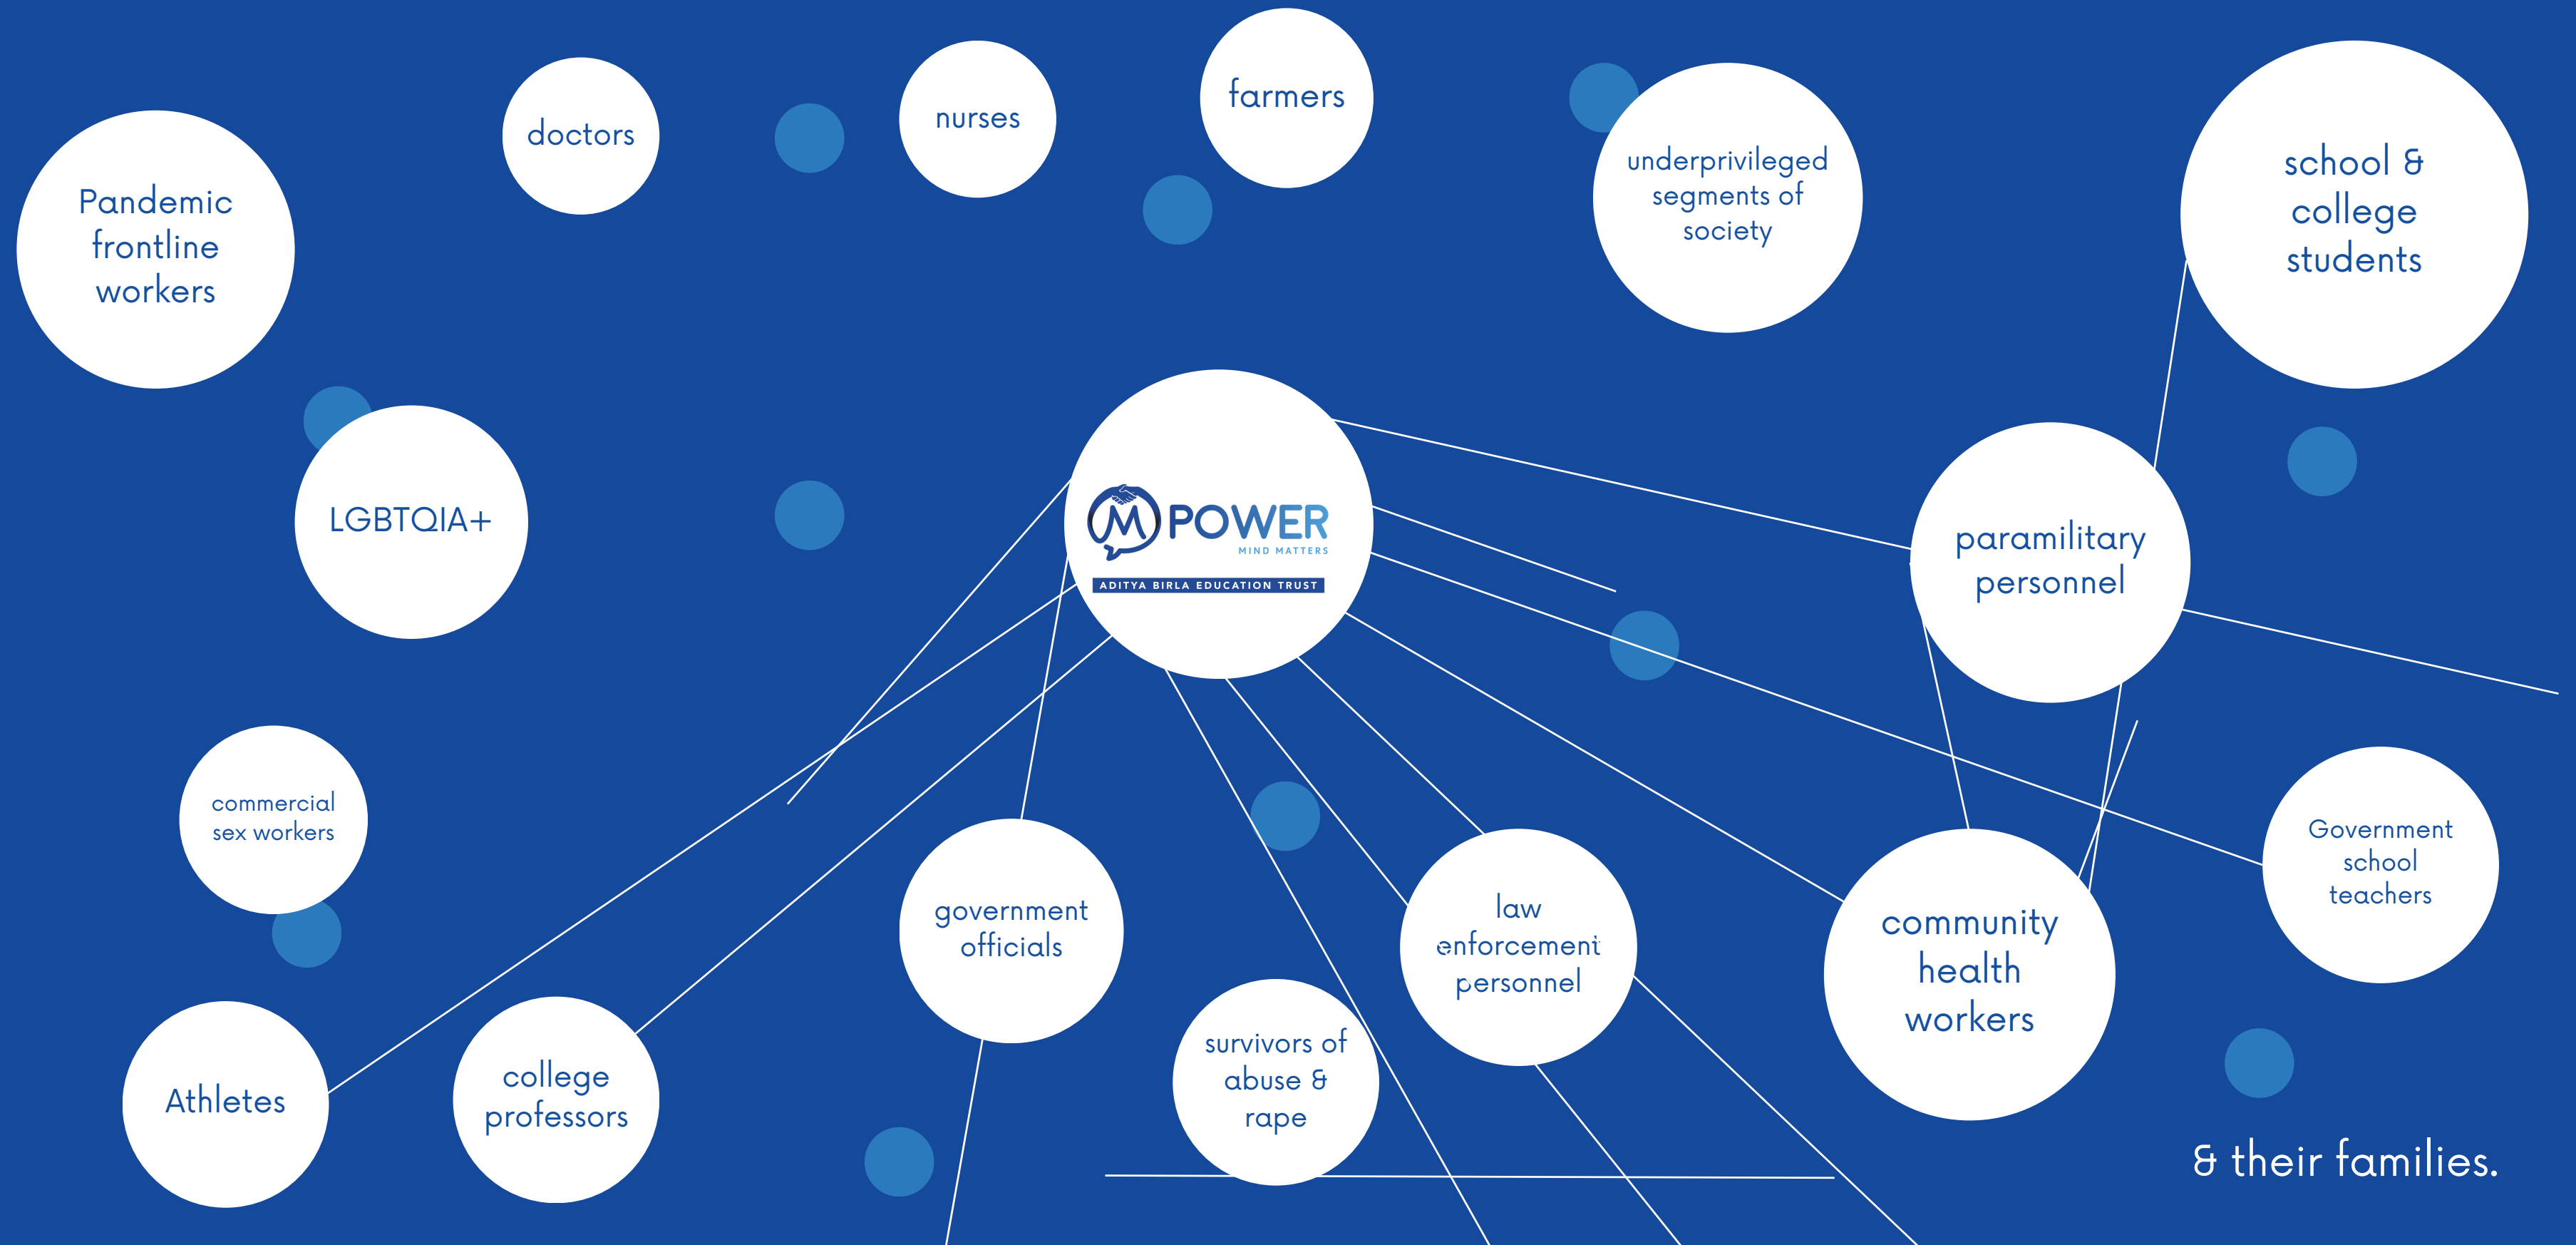 Pandemic
frontline
workers
doctors
nurses
farmers
underprivileged
segments of
society
school &
college
students
LGBTQIA+
M POWER
MIND MATTERS
ADITYA BIRLA EDUCATION TRUST
paramilitary
personnel
commercial
sex workers
government
officials
law
enforcement
personnel
community
health
workers
Government
school
teachers
Athletes
college
professors
survivors of
abuse &
rape
& their families.